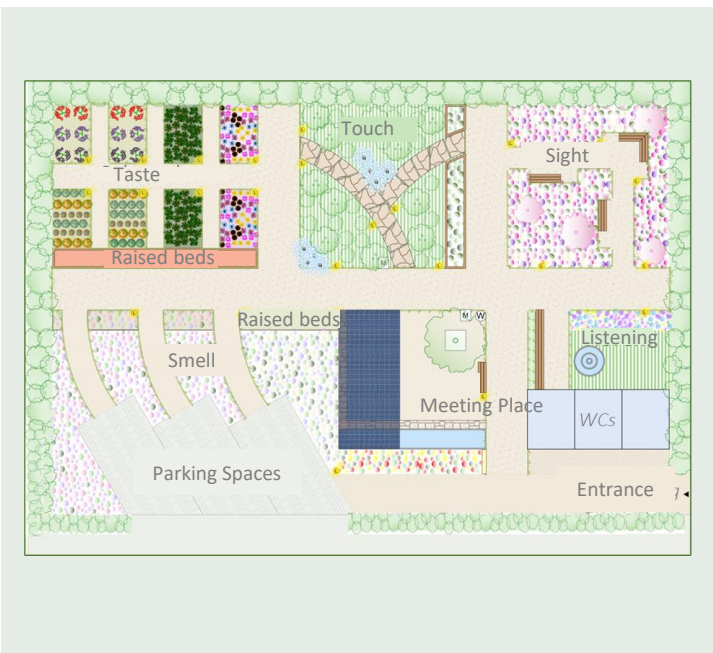 Touch
Sight
Taste
Raised beds
Raised beds
M W
Listening
Smell
Meeting Place
WCs
Parking Spaces
Entrance
M